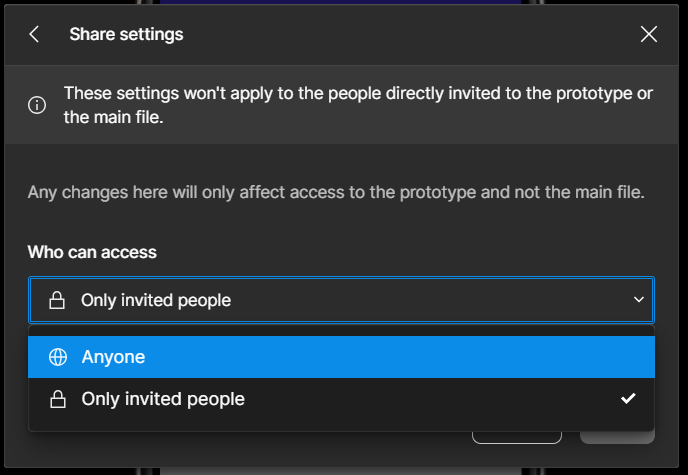 Share settings
These settings won't apply to the people directly invited to the prototype or
the main file.
Any changes here will only affect access to the prototype and not the main file.
Who can access
Only invited people
Anyone
Only invited people